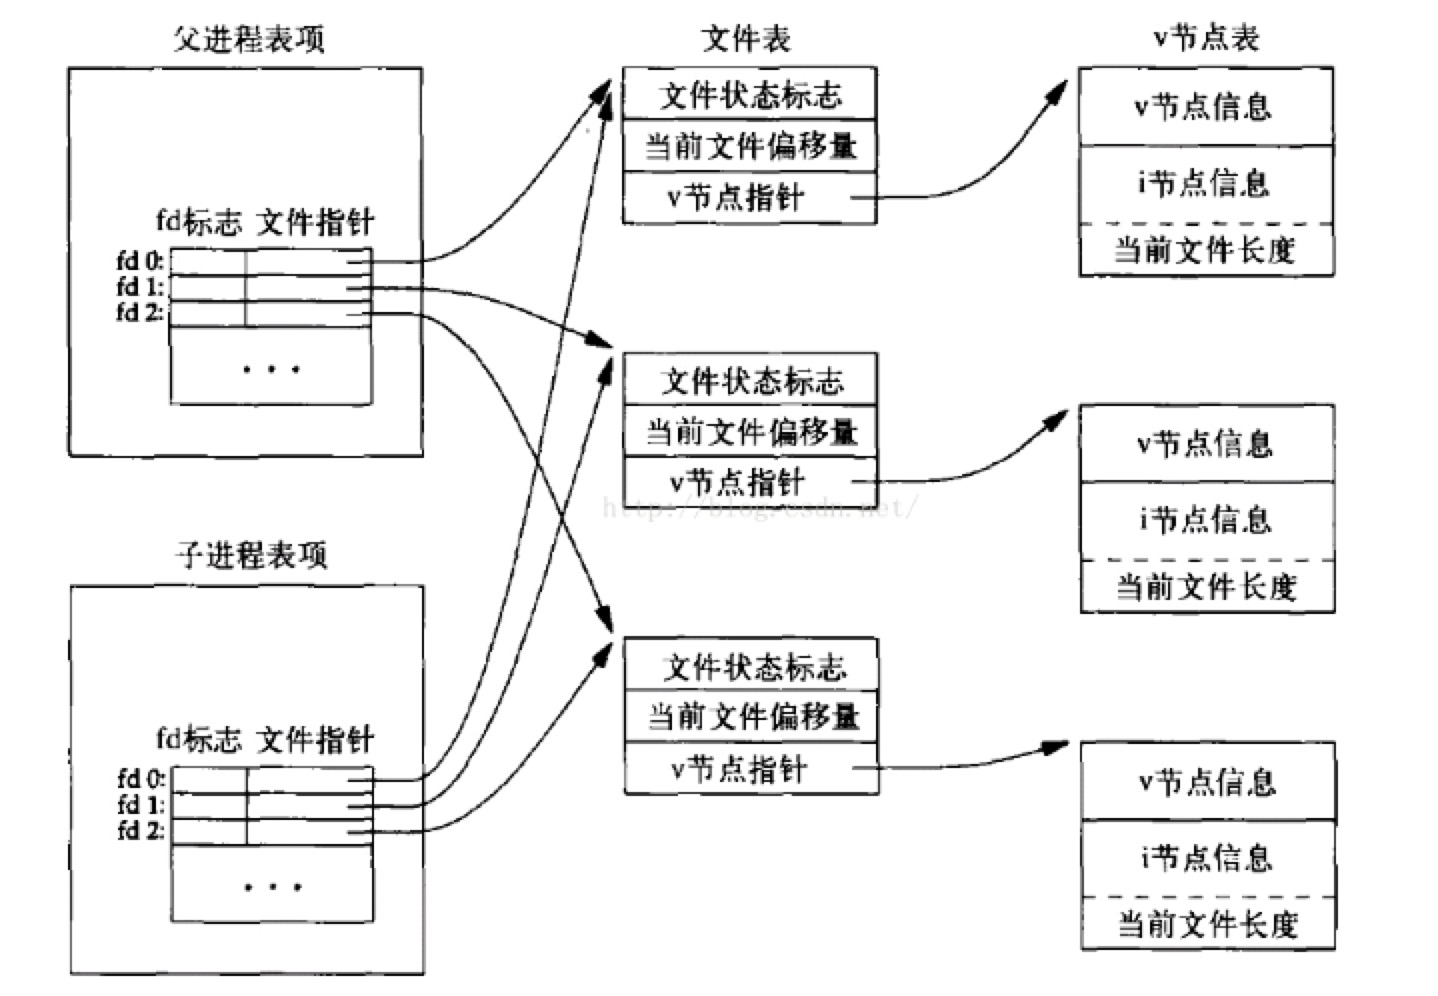 父进程表项
fd标志 文件指针
fd 0:
fd 1:
fd 2:
...
子进程表项
fd标志 文件指针
fd 0:
fd 1:
fd 2:
...
文件表
文件状态标志
当前文件偏移量
v节点指针
文件状态标志
当前文件偏移量
v节点指针
http://blog.csdn.net/
文件状态标志
当前文件偏移量
v节点指针
v节点表
v节点信息
i节点信息
当前文件长度
v节点信息
i节点信息
当前文件长度
v节点信息
i节点信息
当前文件长度